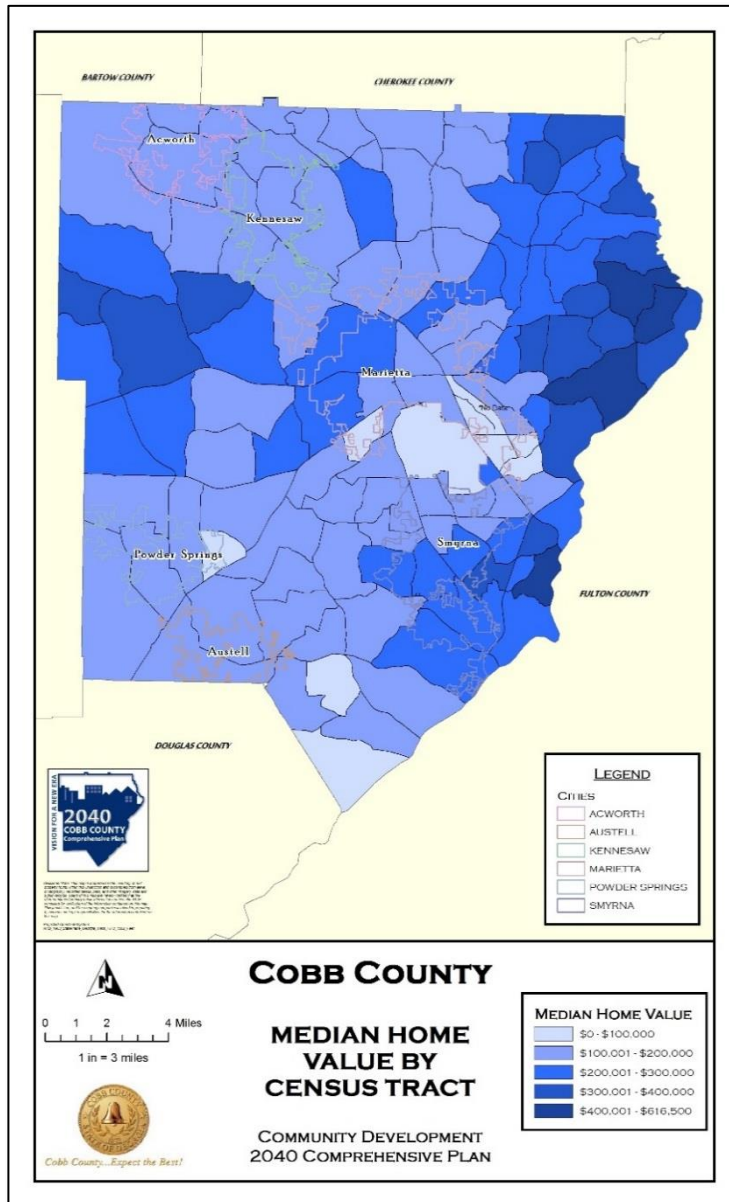 BARTOW COUNTY
CHEROKEE COUNTY
Acworth
Kennesaw
Marietta
"No Data"
Smyrna
Powder Springs
Austell
FULTON COUNTY
DOUGLAS COUNTY
VISION FOR A NEW ERA
2040
COBB COUNTY
Comprehensive Plan
LEGEND
CITIES
ACWORTH
AUSTELL
KENNESAW
MARIETTA
POWDER SPRINGS
SMYRNA
N
0 1 2 4 Miles
1 in = 3 miles
Cobb County...Expect the Best!
COBB COUNTY
MEDIAN HOME
VALUE BY
CENSUS TRACT
COMMUNITY DEVELOPMENT
2040 COMPREHENSIVE PLAN
MEDIAN HOME VALUE
$0 - $100,000
$100,001 - $200,000
$200,001 - $300,000
$300,001 - $400,000
$400,001 - $616,500